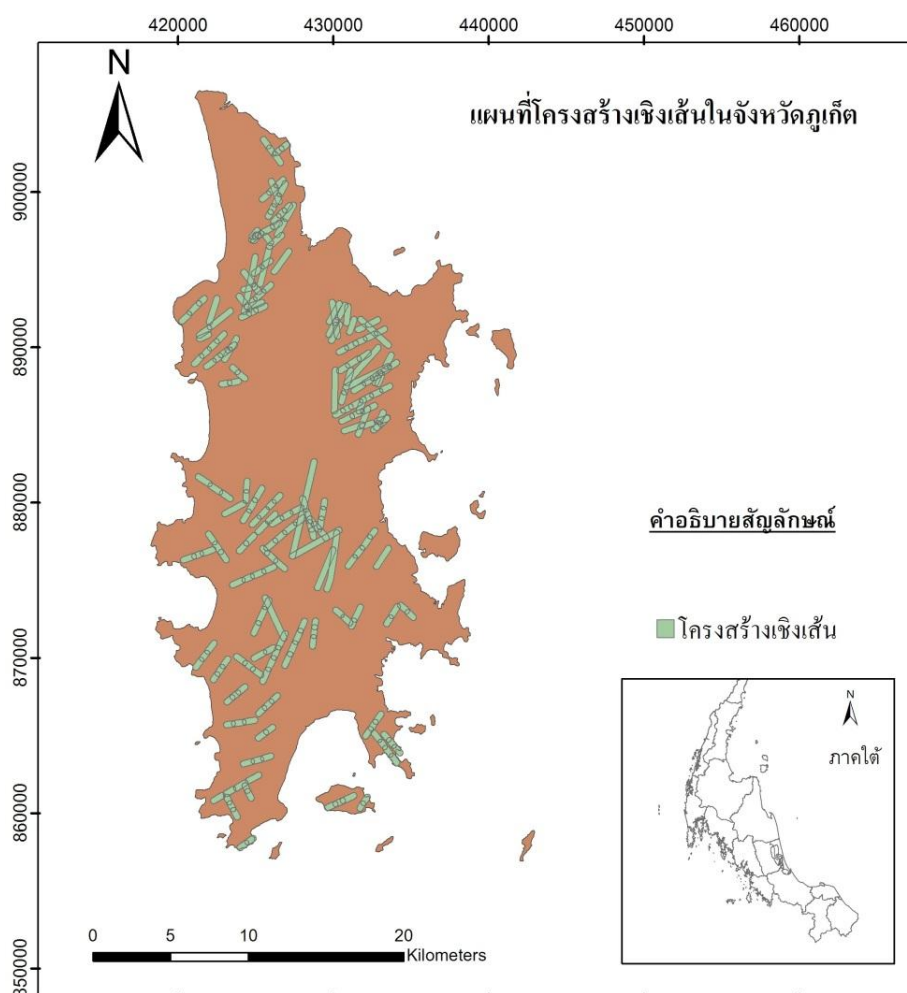 420000 430000 440000 450000 460000
N
แผนที่โครงสร้างเชิงเส้นในจังหวัดภูเก็ต
900000
890000
880000
870000
860000
850000
คำอธิบายสัญลักษณ์
โครงสร้างเชิงเส้น
N
ภาคใต้
0 5 10 20
Kilometers